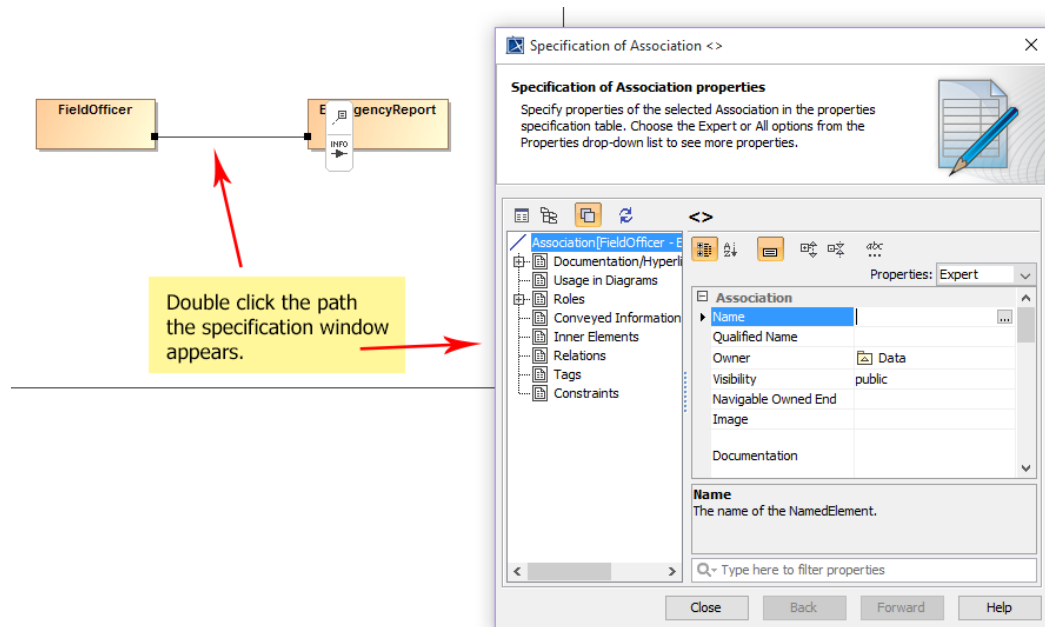 FieldOfficer
E gencyReport
INFO
Double click the path
the specification window
appears.
Specification of Association <>
Specification of Association properties
Specify properties of the selected Association in the properties
specification table. Choose the Expert or All options from the
Properties drop-down list to see more properties.
<>
Association[FieldOfficer - E
Documentation/Hyperli
Usage in Diagrams
Roles
Conveyed Information
Inner Elements
Relations
Tags
Constraints
abc
Properties: Expert
Association
Name
Qualified Name
Owner Data
Visibility public
Navigable Owned End
Image
Documentation
Name
The name of the NamedElement.
Type here to filter properties
Close Back Forward Help